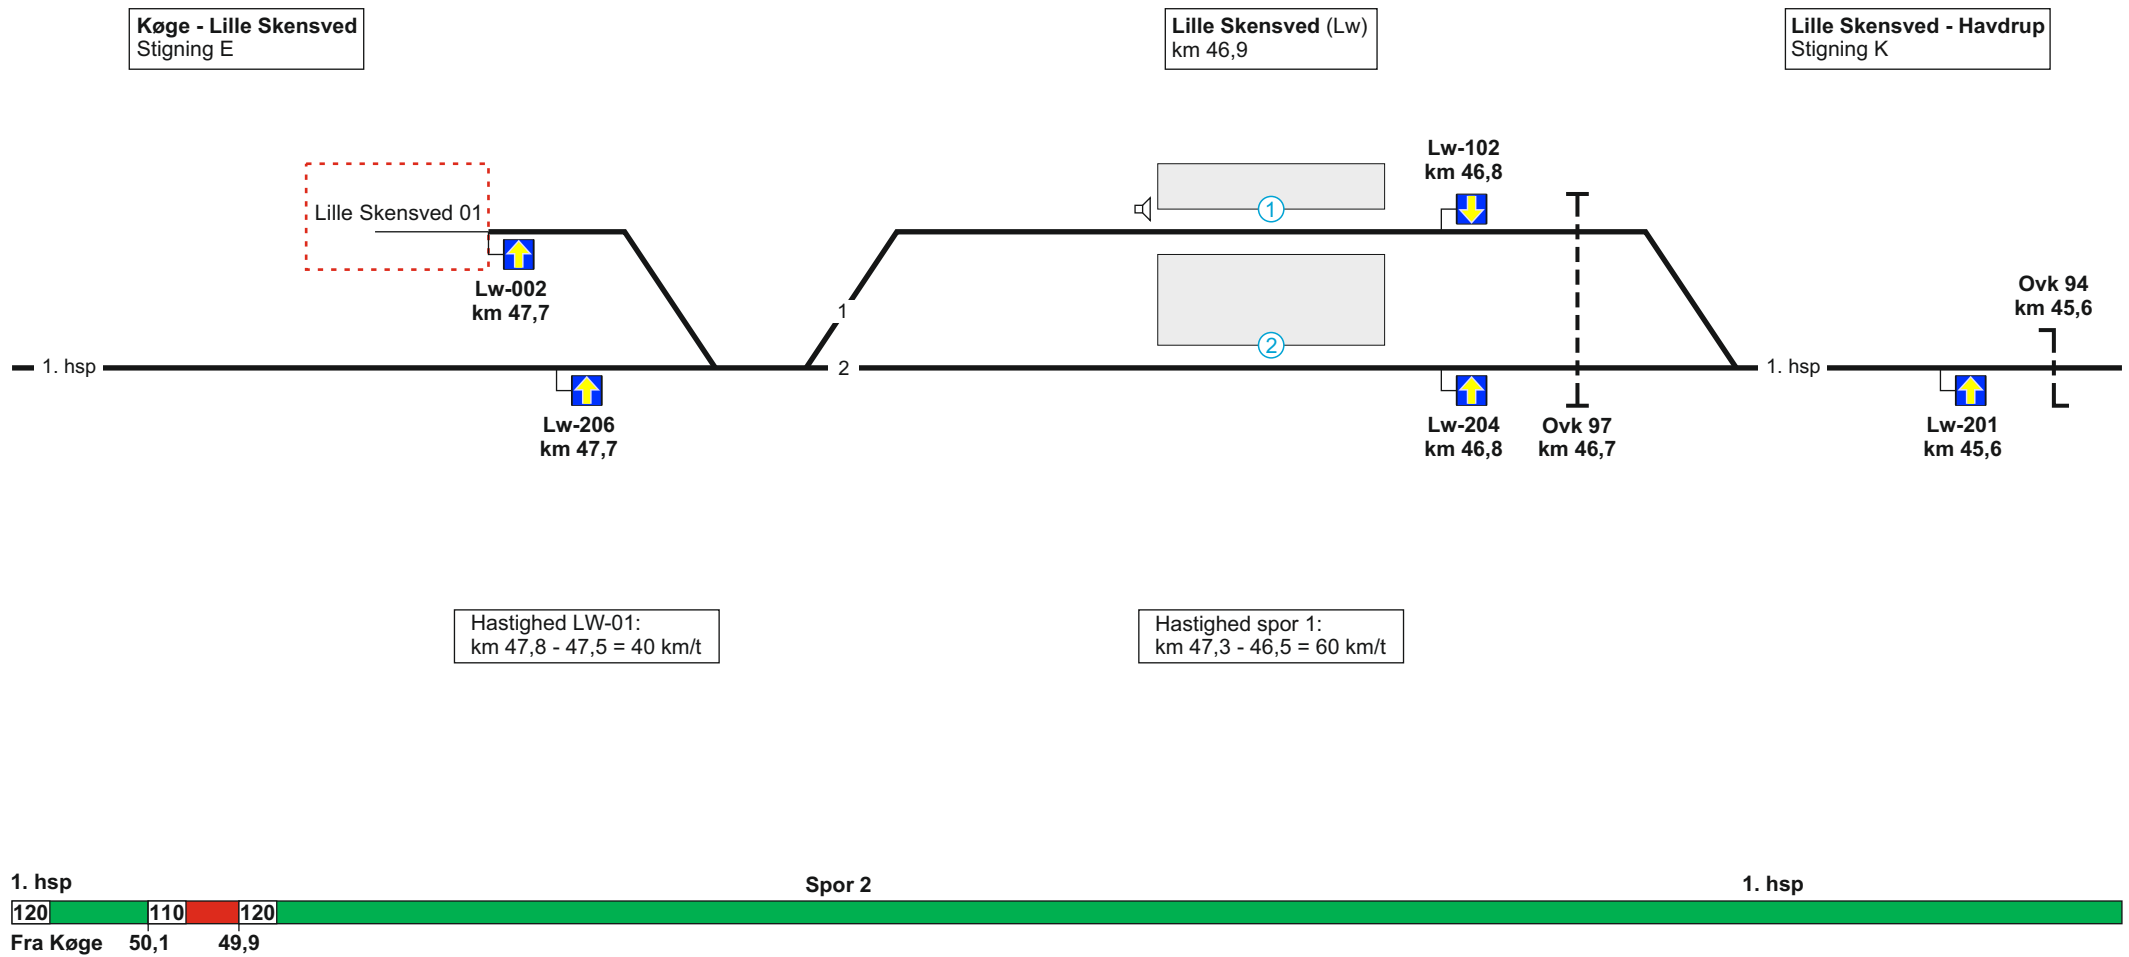 Køge - Lille Skensved
Stigning E
Lille Skensved (Lw)
km 46,9
Lille Skensved - Havdrup
Stigning K
Lw-102
km 46,8
Lille Skensved 01
1
Lw-002
km 47,7
1
2
Ovk 94
km 45,6
1. hsp
2
1. hsp
Lw-206
km 47,7
Lw-204
km 46,8
Ovk 97
km 46,7
Lw-201
km 45,6
Hastighed LW-01:
km 47,8 - 47,5 = 40 km/t
Hastighed spor 1:
km 47,3 - 46,5 = 60 km/t
1. hsp
Spor 2
1. hsp
120
110
120
Fra Køge
50,1
49,9